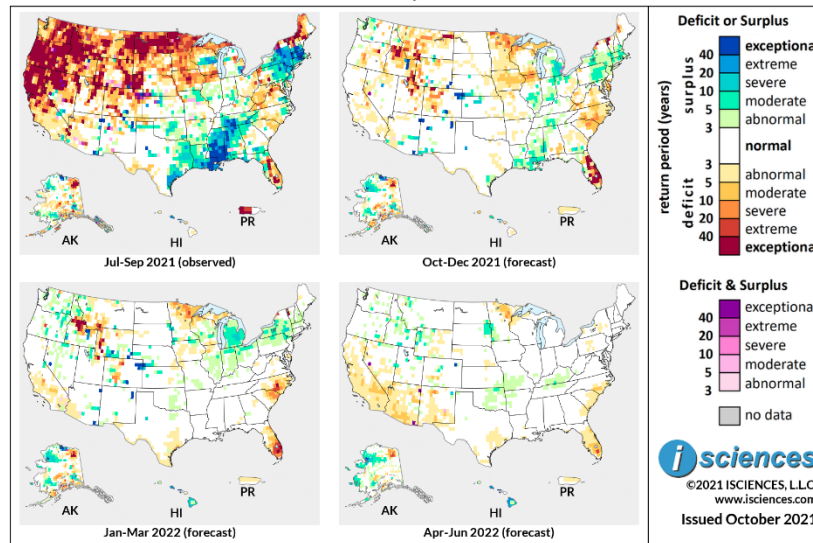 AK
HI
PR
Jul-Sep 2021 (observed)
AK
HI
PR
Oct-Dec 2021 (forecast)
AK
HI
PR
Jan-Mar 2022 (forecast)
AK
HI
PR
Apr-Jun 2022 (forecast)
Deficit or Surplus
return period (years)
surplus
deficit
exceptiona
40
extreme
20
severe
10
moderate
5
abnormal
3
normal
3
abnormal
5
moderate
10
severe
20
extreme
40
exceptiona
Deficit & Surplus
exceptiona
40
extreme
20
severe
10
moderate
5
abnormal
3
no data
i sciences
©2021 ISCIENCES, L.L.C
www.isciences.com
Issued October 2021